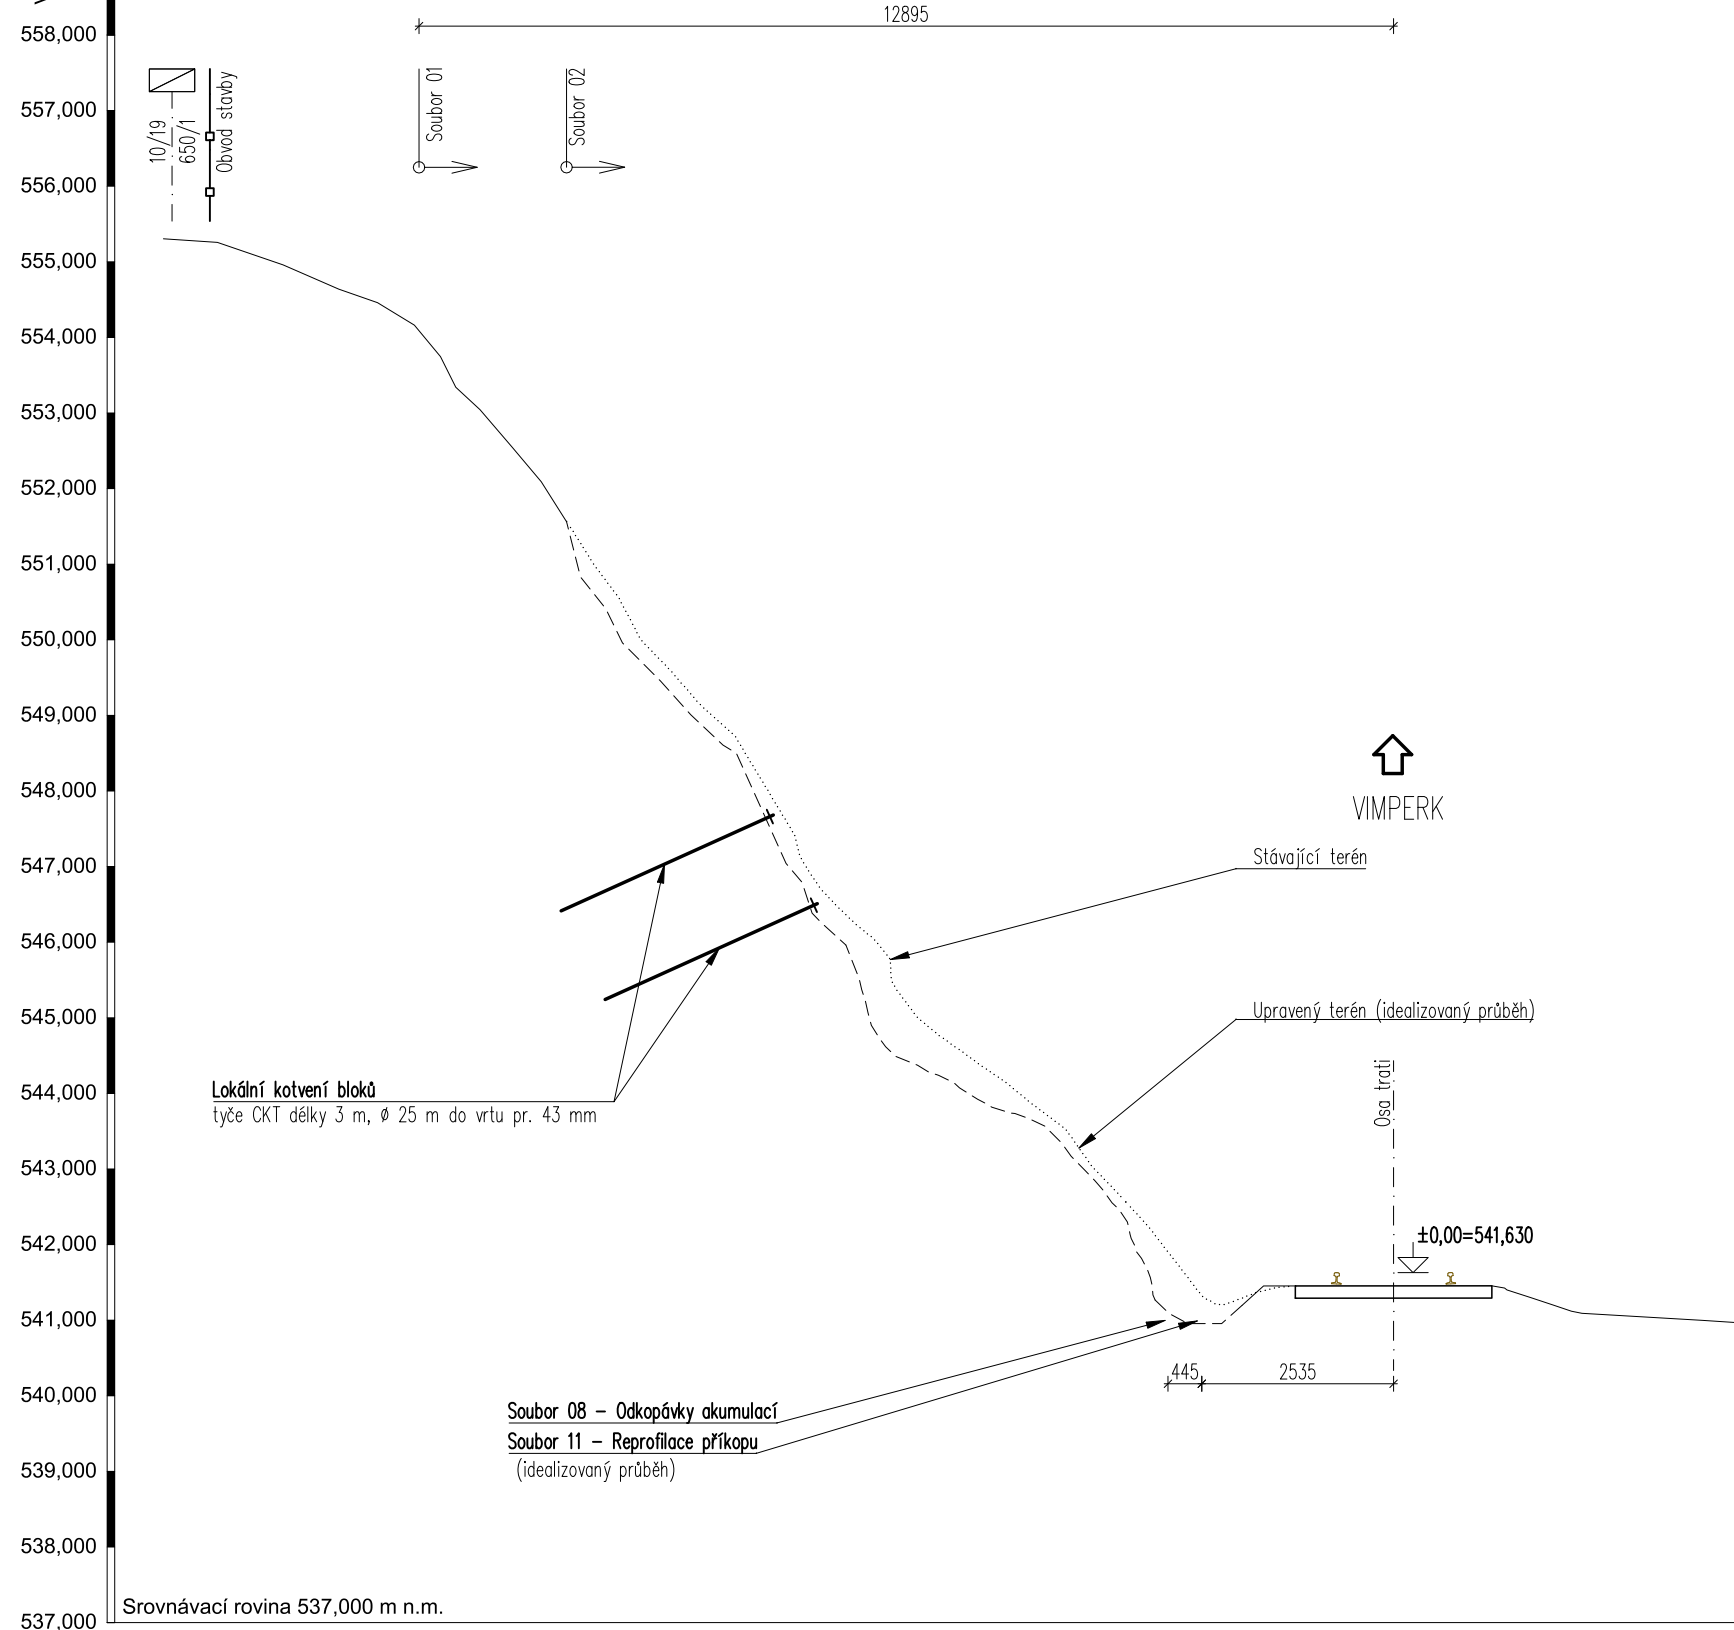 12895
558,000
557,000
556,000
555,000
554,000
553,000
552,000
551,000
550,000
549,000
548,000
547,000
546,000
545,000
544,000
543,000
542,000
541,000
540,000
539,000
538,000
537,000
10/19
650/1
Obvod stavby
Soubor 01
Soubor 02
VIMPERK
Stávající terén
Upravený terén (idealizovaný průběh)
Osa trati
Lokální kotvení bloků
tyče CKT délky 3 m, ø 25 m do vrtu pr. 43 mm
±0,00=541,630
445
2535
Soubor 08 – Odkopávky akumulací
Soubor 11 – Reprofilace příkopu
(idealizovaný průběh)
Srovnávací rovina 537,000 m n.m.